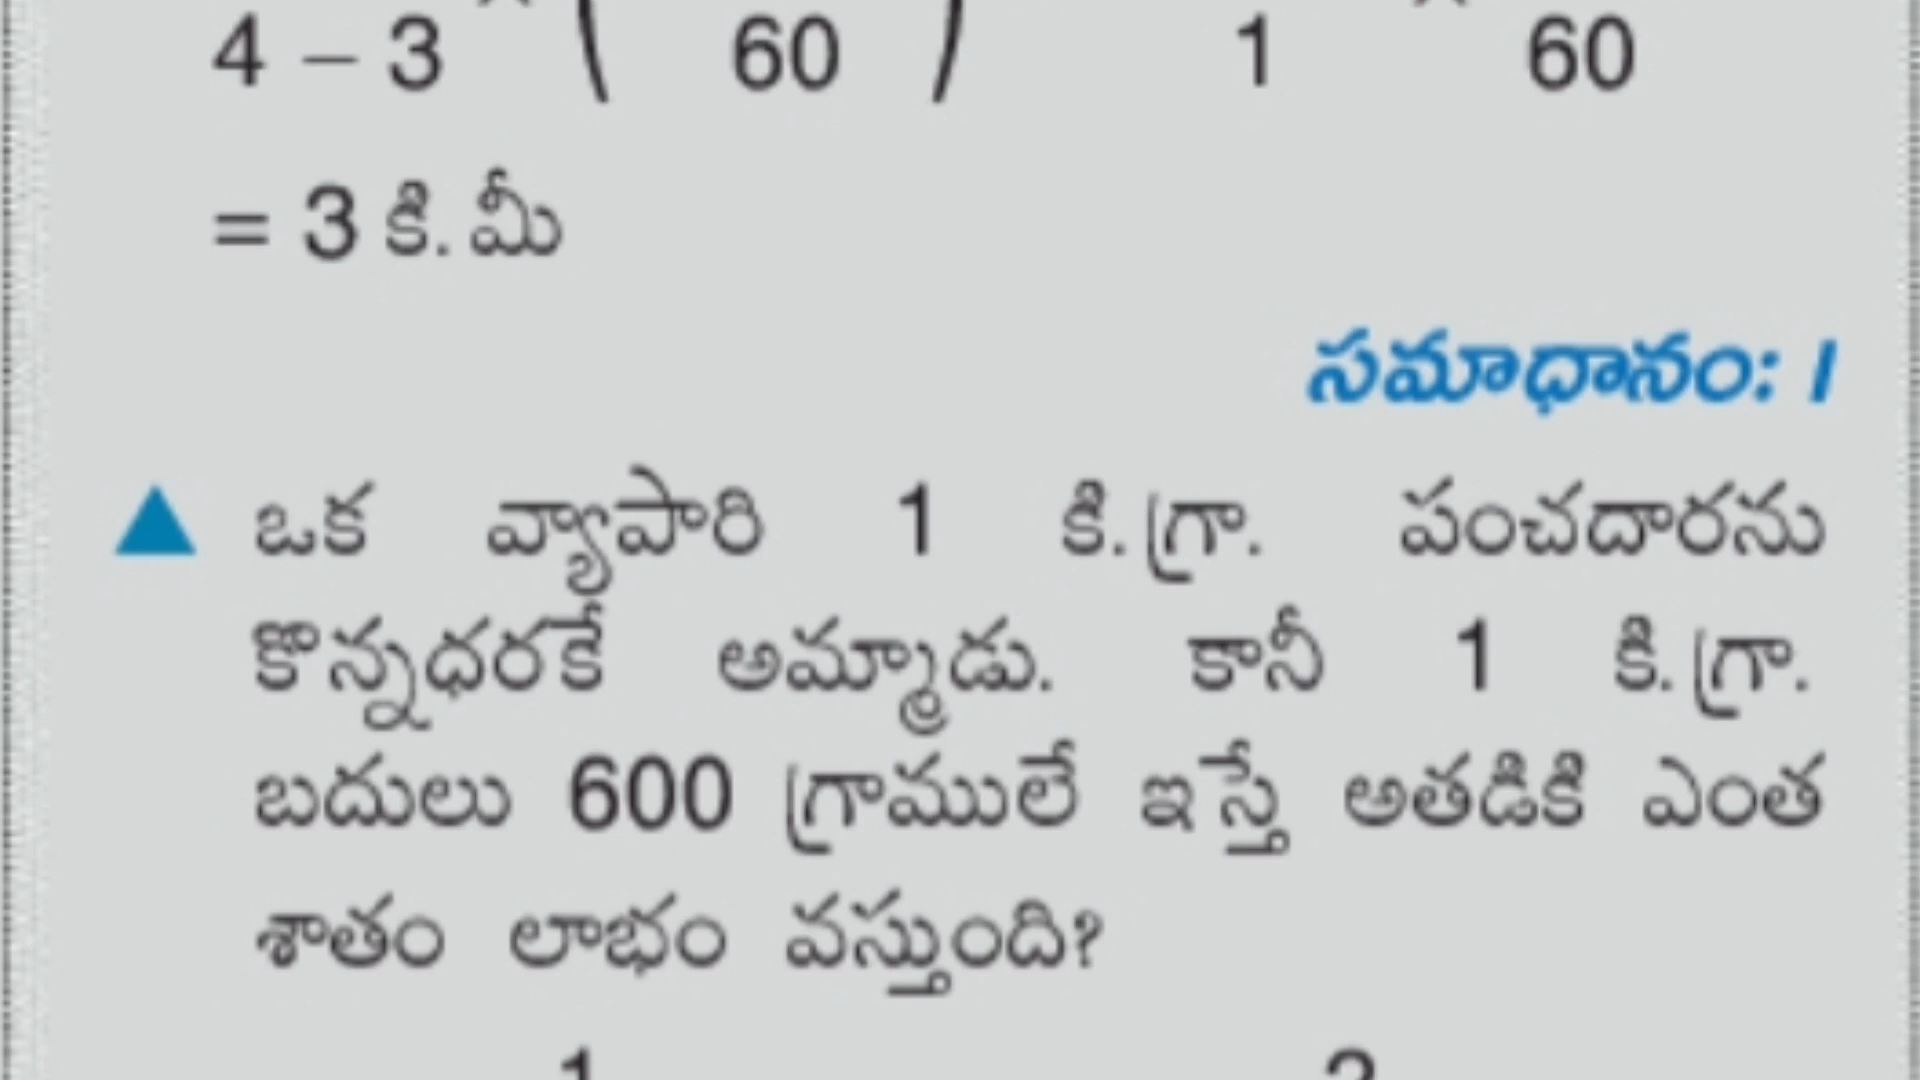 4 – 3 ( 60 ) 1 60
= 3 కి. మీ
సమాధానం: 1
▲ ఒక వ్యాపారి 1 కి. గ్రా. పంచదారను
కొన్నధరకే అమ్మాడు. కానీ 1 కి. గ్రా.
బదులు 600 గ్రాములే ఇస్తే అతడికి ఎంత
శాతం లాభం వస్తుంది?